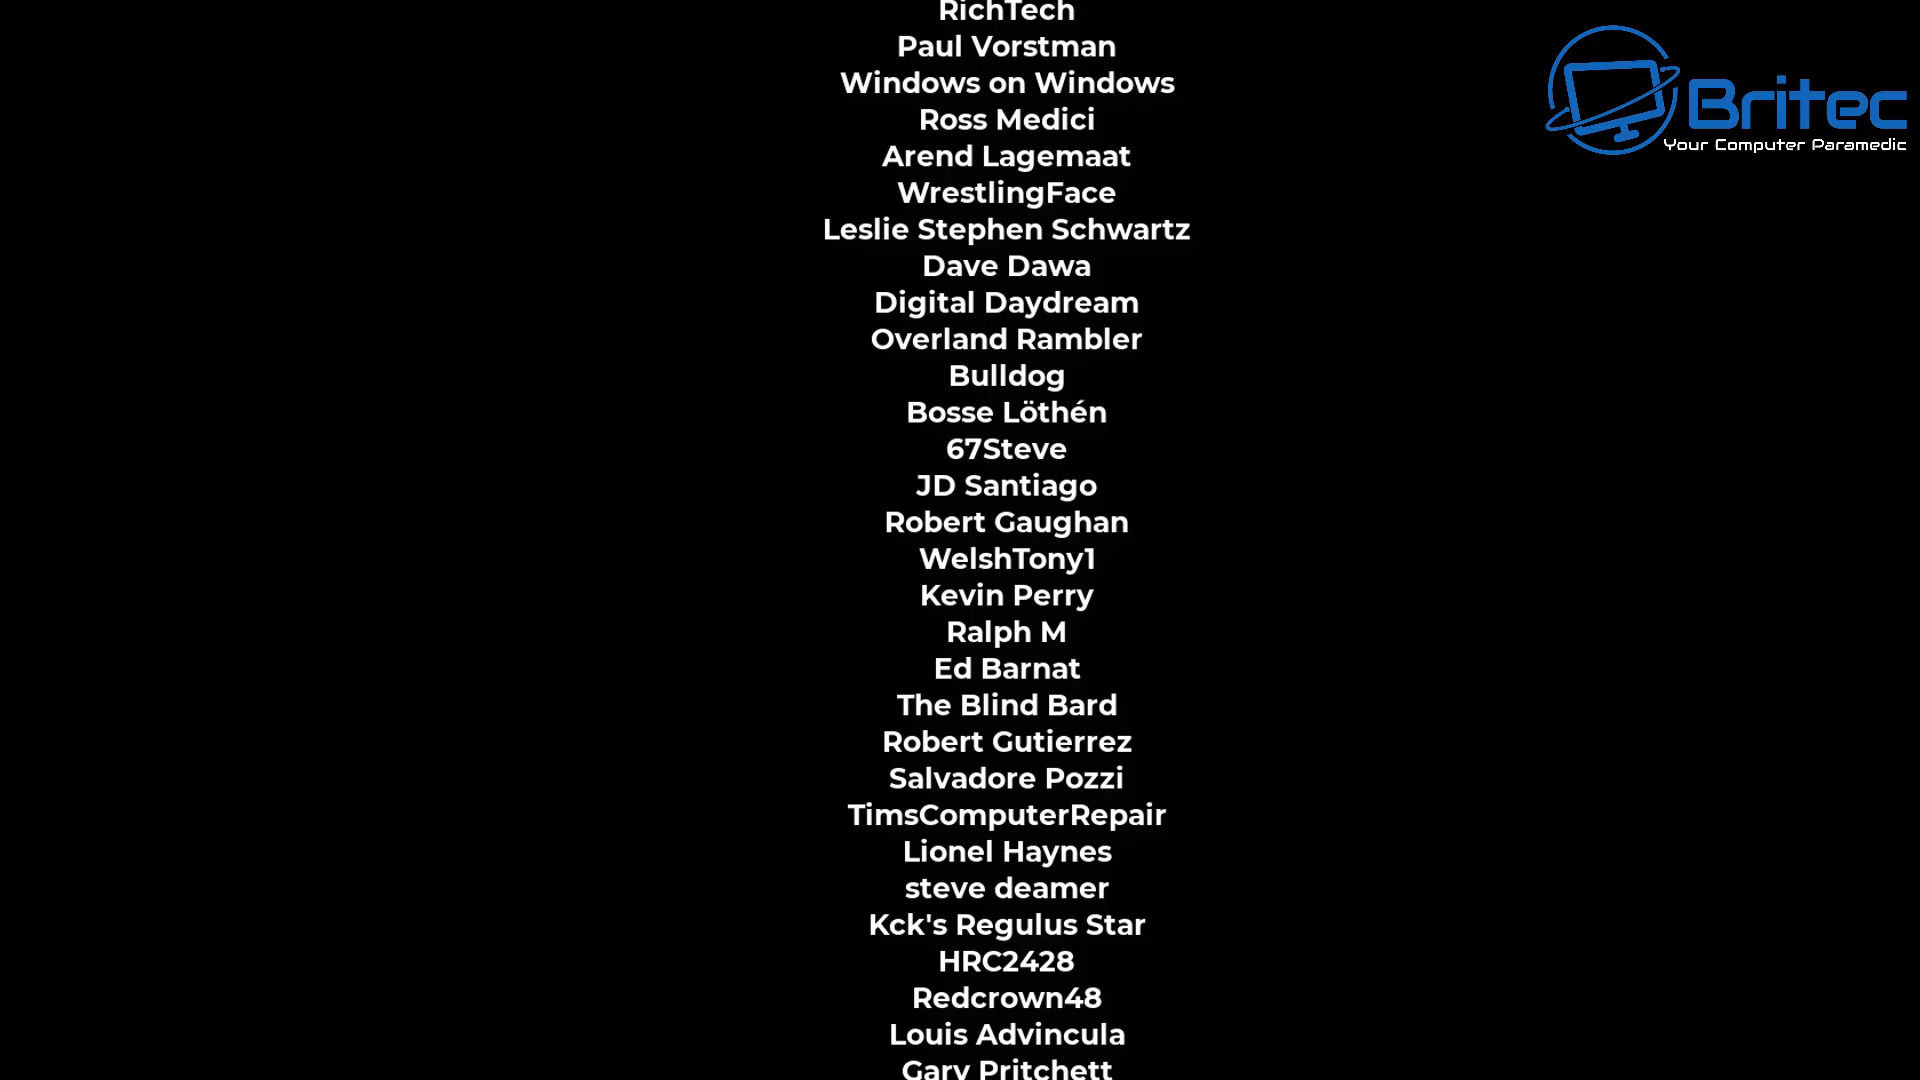 RichTech
Paul Vorstman
Windows on Windows
Ross Medici
Arend Lagemaat
WrestlingFace
Leslie Stephen Schwartz
Dave Dawa
Digital Daydream
Overland Rambler
Bulldog
Bosse Löthén
67Steve
JD Santiago
Robert Gaughan
WelshTony1
Kevin Perry
Ralph M
Ed Barnat
The Blind Bard
Robert Gutierrez
Salvadore Pozzi
TimsComputerRepair
Lionel Haynes
steve deamer
Kck's Regulus Star
HRC2428
Redcrown48
Louis Advincula
Gary Pritchett
Britec
Your Computer Paramedic